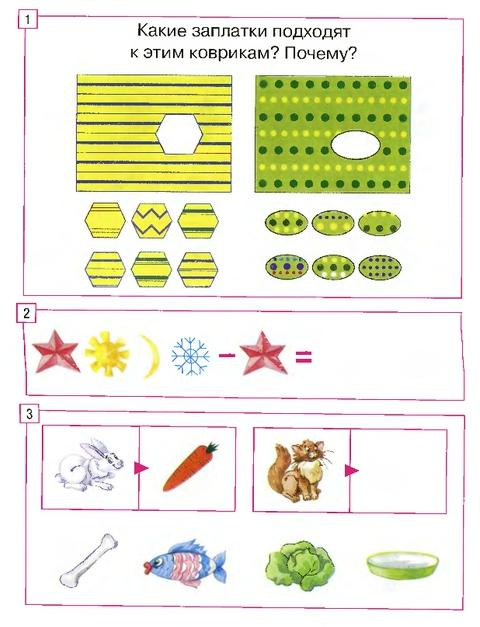 1
Какие заплатки подходят
к этим коврикам? Почему?
2
– =
3